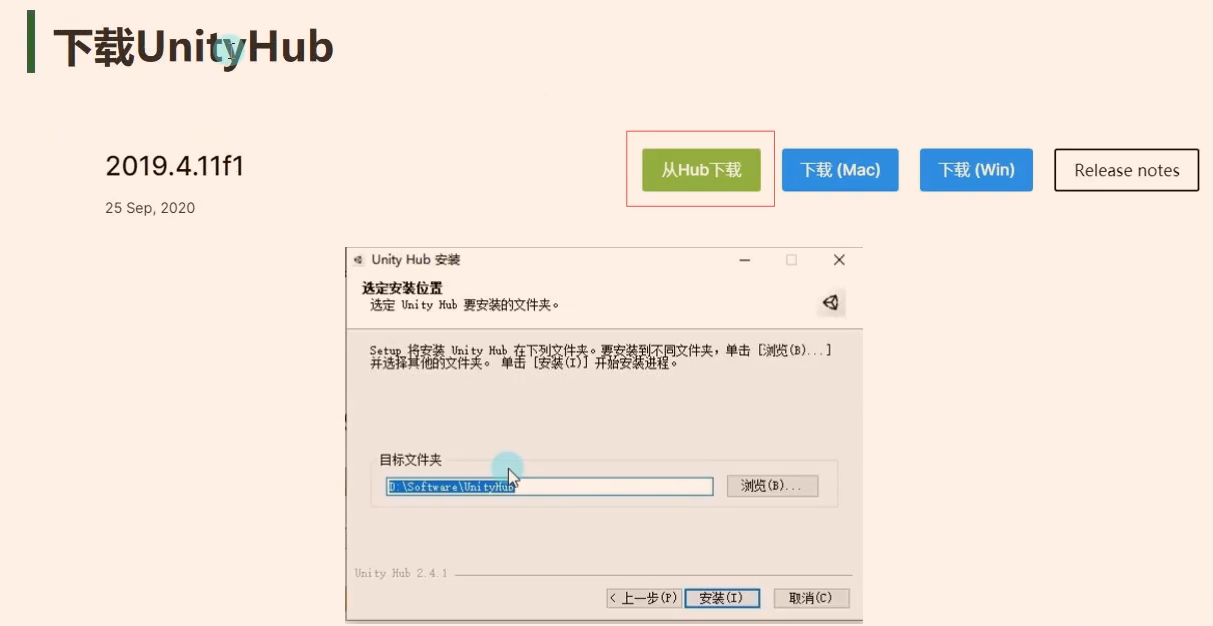 下载UnityHub
2019.4.11f1
从Hub下载
下载 (Mac)
下载 (Win)
Release notes
25 Sep, 2020
Unity Hub 安装
选定安装位置
选定 Unity Hub 要安装的文件夹。
Setup 将安装 Unity Hub 在下列文件夹。要安装到不同文件夹，单击 [浏览(B)...]
并选择其他的文件夹。 单击 [安装(I)] 开始安装进程。
目标文件夹
D:\Software\UnityHub
浏览(B)...
Unity Hub 2.4.1
< 上一步(P)
安装(I)
取消(C)